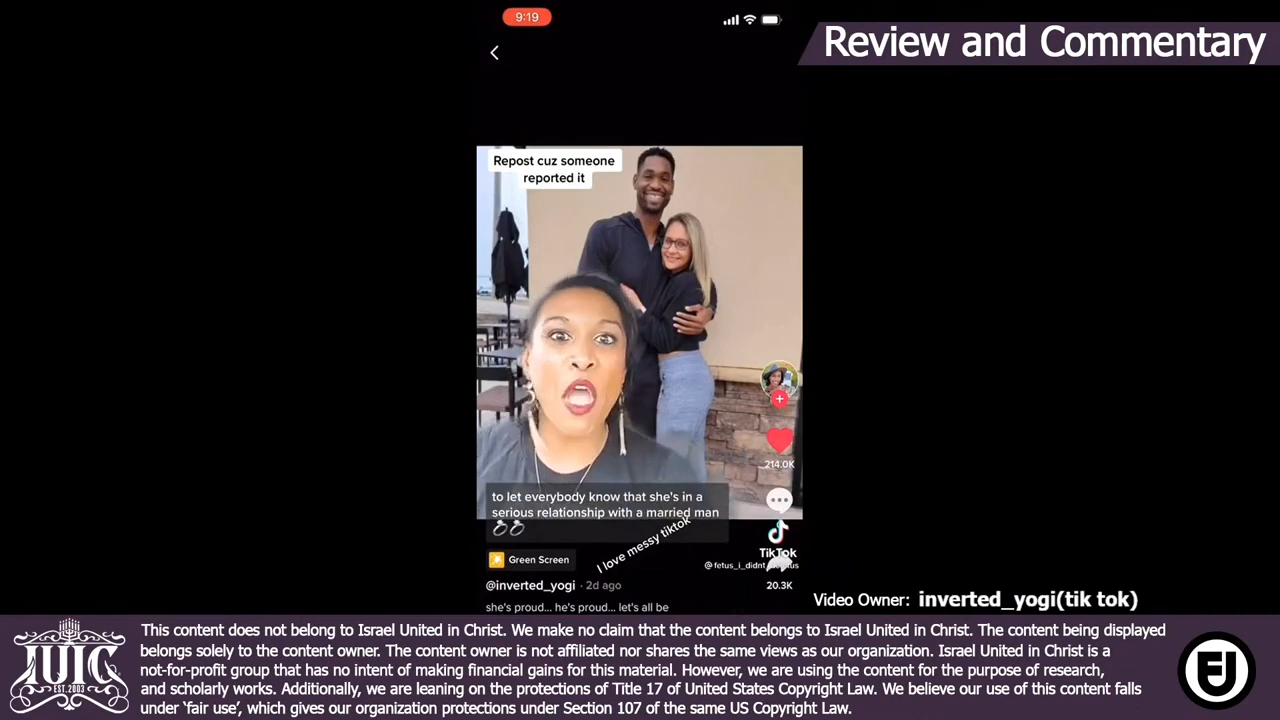 9:19
Review and Commentary
Repost cuz someone
reported it
to let everybody know that she's in a
serious relationship with a married man
I love messy tiktok
214.0K
Green Screen
TikTok
@inverted_yogi · 2d ago
20.3K
she's proud... he's proud... let's all be
Video Owner: inverted_yogi(tik tok)
This content does not belong to Israel United in Christ. We make no claim that the content belongs to Israel United in Christ. The content being displayed
belongs solely to the content owner. The content owner is not affiliated nor shares the same views as our organization. Israel United in Christ is a
not-for-profit group that has no intent of making financial gains for this material. However, we are using the content for the purpose of research,
and scholarly works. Additionally, we are leaning on the protections of Title 17 of United States Copyright Law. We believe our use of this content falls
under 'fair use', which gives our organization protections under Section 107 of the same US Copyright Law.
IUIC
EST. 2003